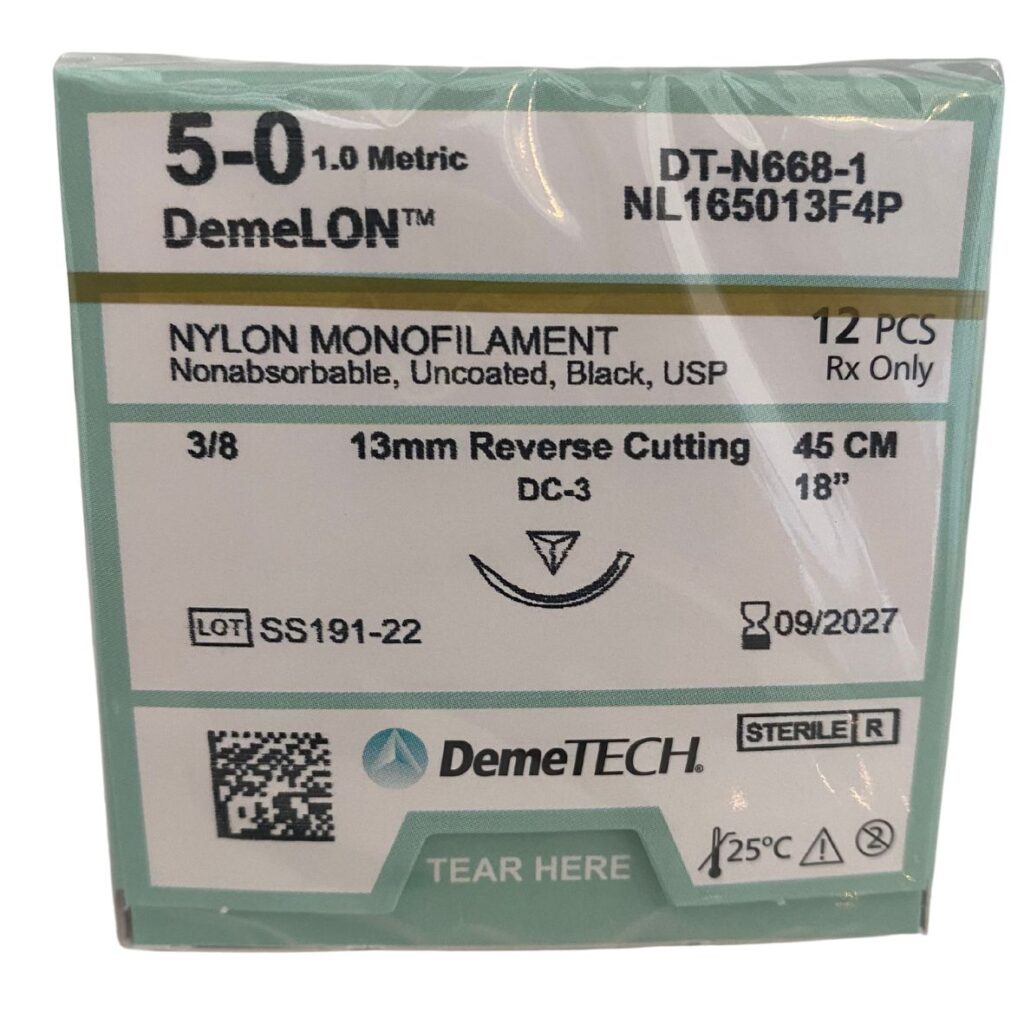 5-0 1.0 Metric
DT-N668-1
DemeLON™
NL165013F4P
NYLON MONOFILAMENT
12 PCS
Nonabsorbable, Uncoated, Black, USP
Rx Only
3/8 13mm Reverse Cutting 45 CM
DC-3 18”
LOT SS191-22
09/2027
DemeTECH®
STERILE R
25°C
2
TEAR HERE